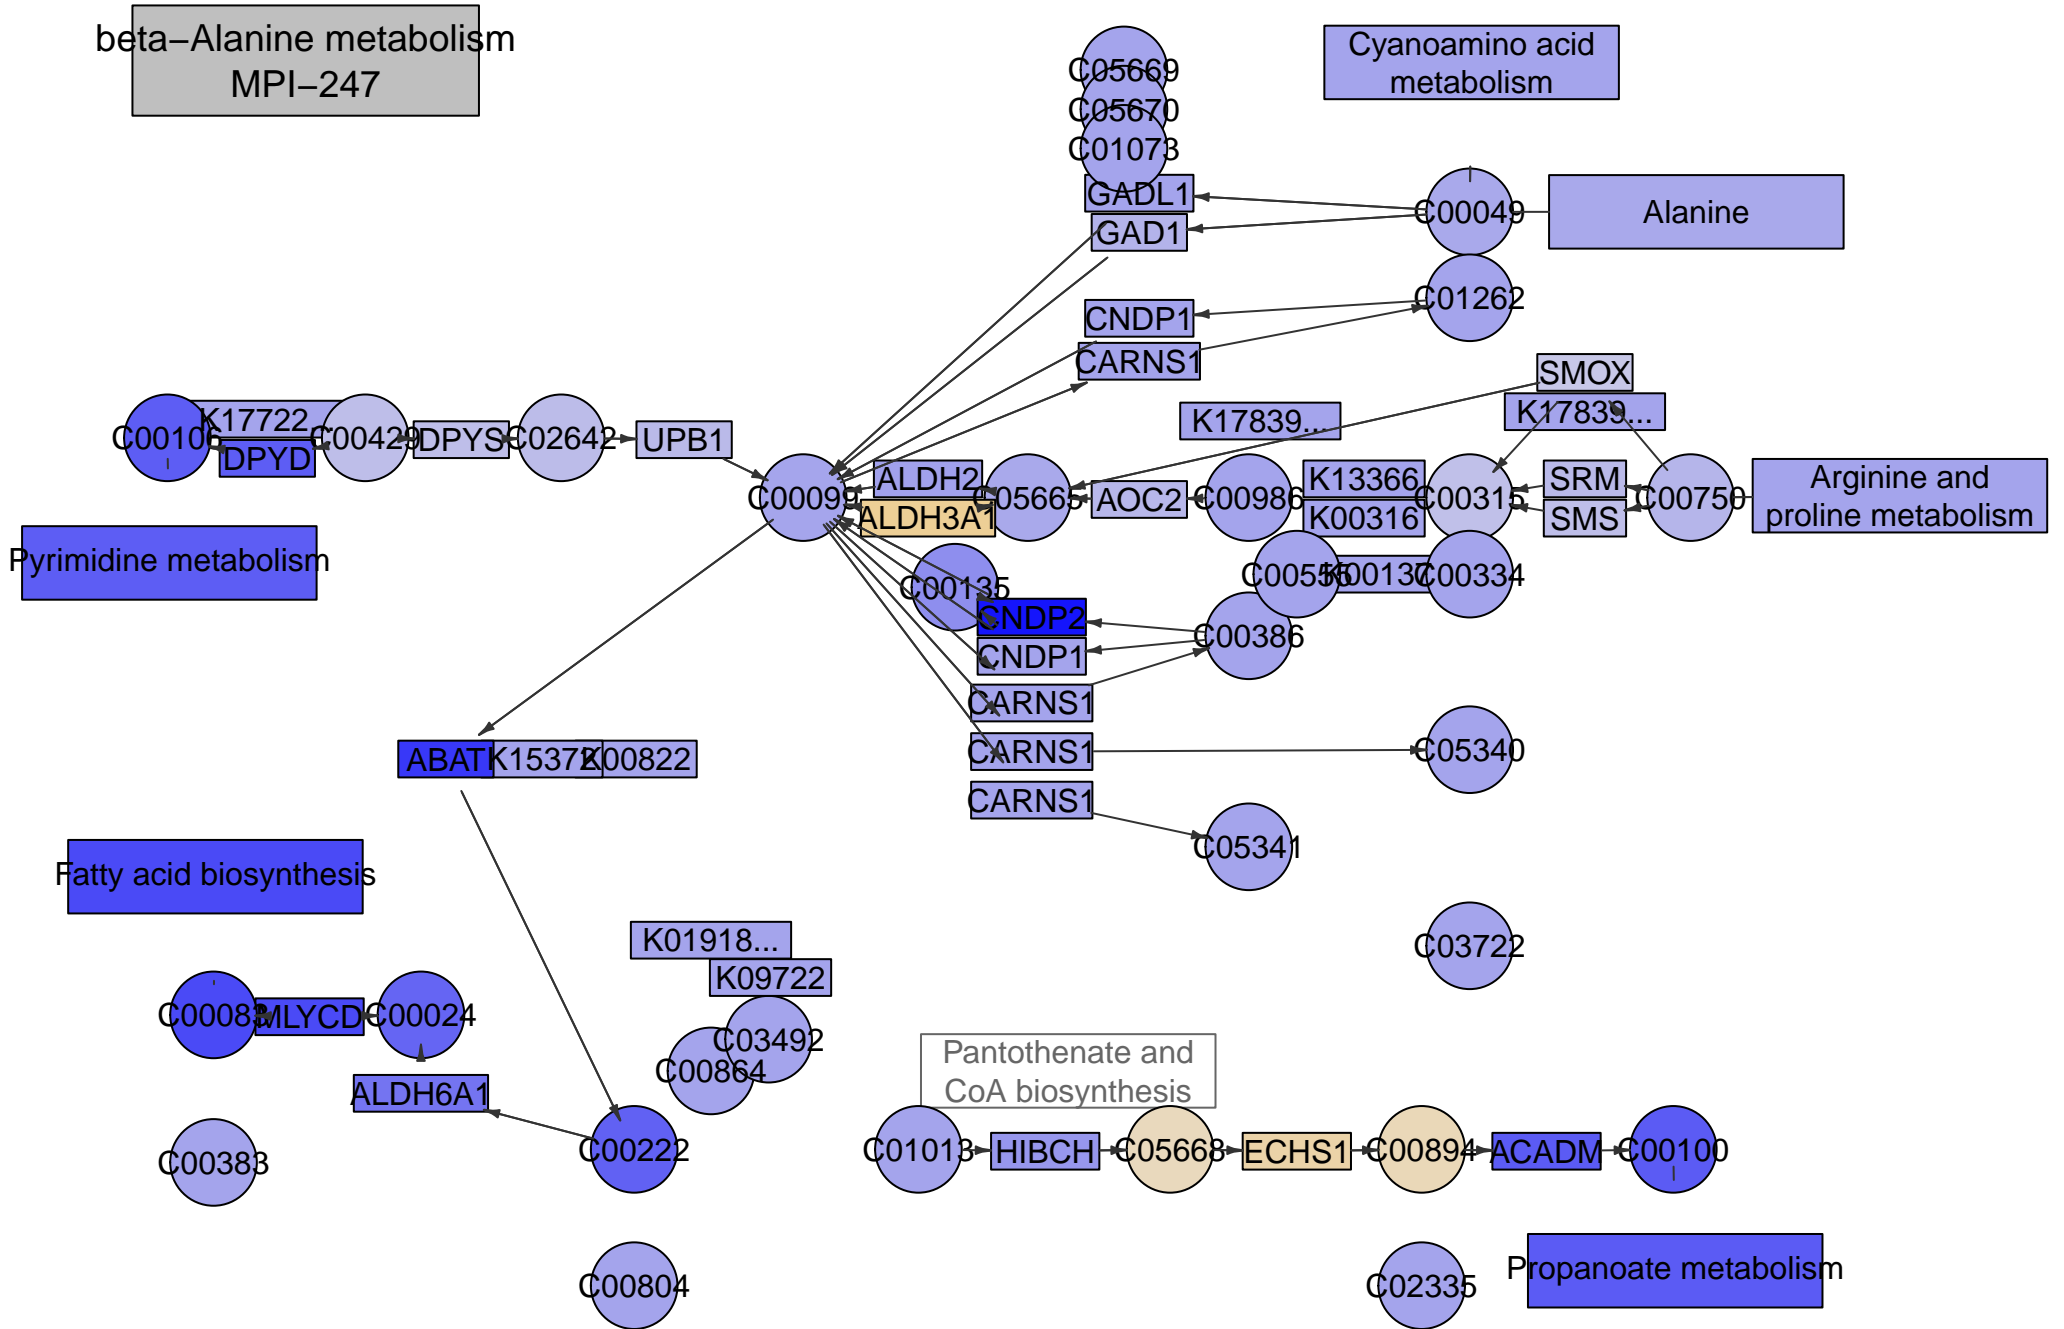 beta−Alanine metabolism
MPI−247
C05669
C05670
C01073
Cyanoamino acid
metabolism
GADL1
GAD1
C00049
Alanine
C01262
CNDP1
CARNS1
SMOX
K17839...
K17839...
C00106
K17722
DPYD
C00429
DPYS
C02642
UPB1
C00099
ALDH2
ALDH3A1
C05665
AOC2
C00986
K13366
K00316
C00315
SRM
SMS
C00750
Arginine and
proline metabolism
Pyrimidine metabolism
C00135
C00555
K00137
C00334
CNDP2
CNDP1
C00386
CARNS1
CARNS1
CARNS1
C05340
C05341
ABAT
K15372
K00822
Fatty acid biosynthesis
K01918...
K09722
C03722
C00083
MLYCD
C00024
C03492
C00864
ALDH6A1
Pantothenate and
CoA biosynthesis
C00383
C00222
C01013
HIBCH
C05668
ECHS1
C00894
ACADM
C00100
C00804
C02335
Propanoate metabolism